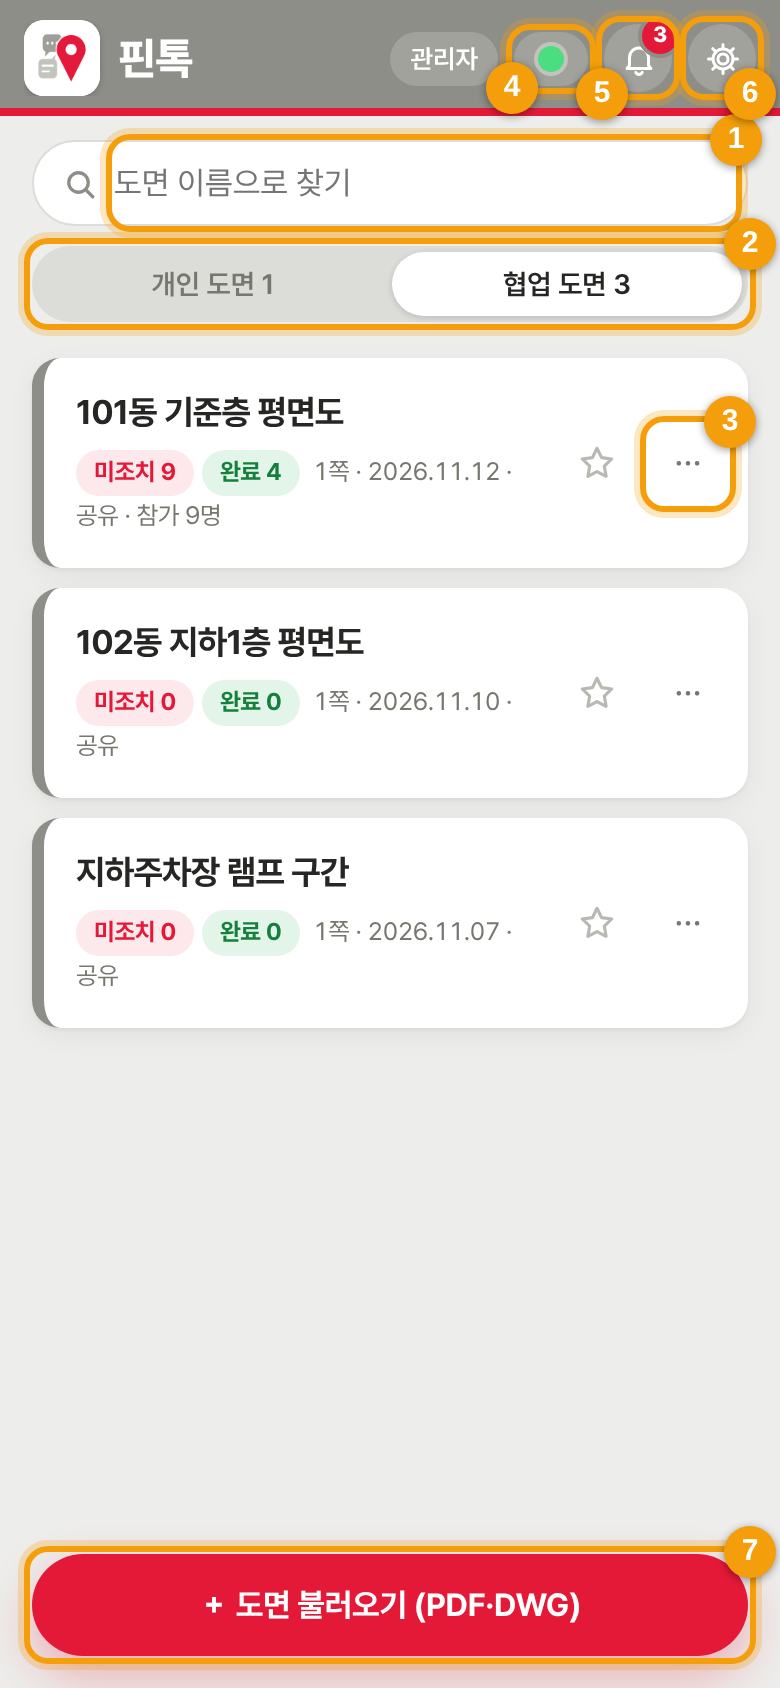 핀톡
관리자
3
4
5
6
1
도면 이름으로 찾기
2
개인 도면 1
협업 도면 3
101동 기준층 평면도
3
미조치 9 완료 4 1쪽 · 2026.11.12 ·
공유 · 참가 9명
102동 지하1층 평면도
미조치 0 완료 0 1쪽 · 2026.11.10 ·
공유
지하주차장 램프 구간
미조치 0 완료 0 1쪽 · 2026.11.07 ·
공유
7
+ 도면 불러오기 (PDF·DWG)